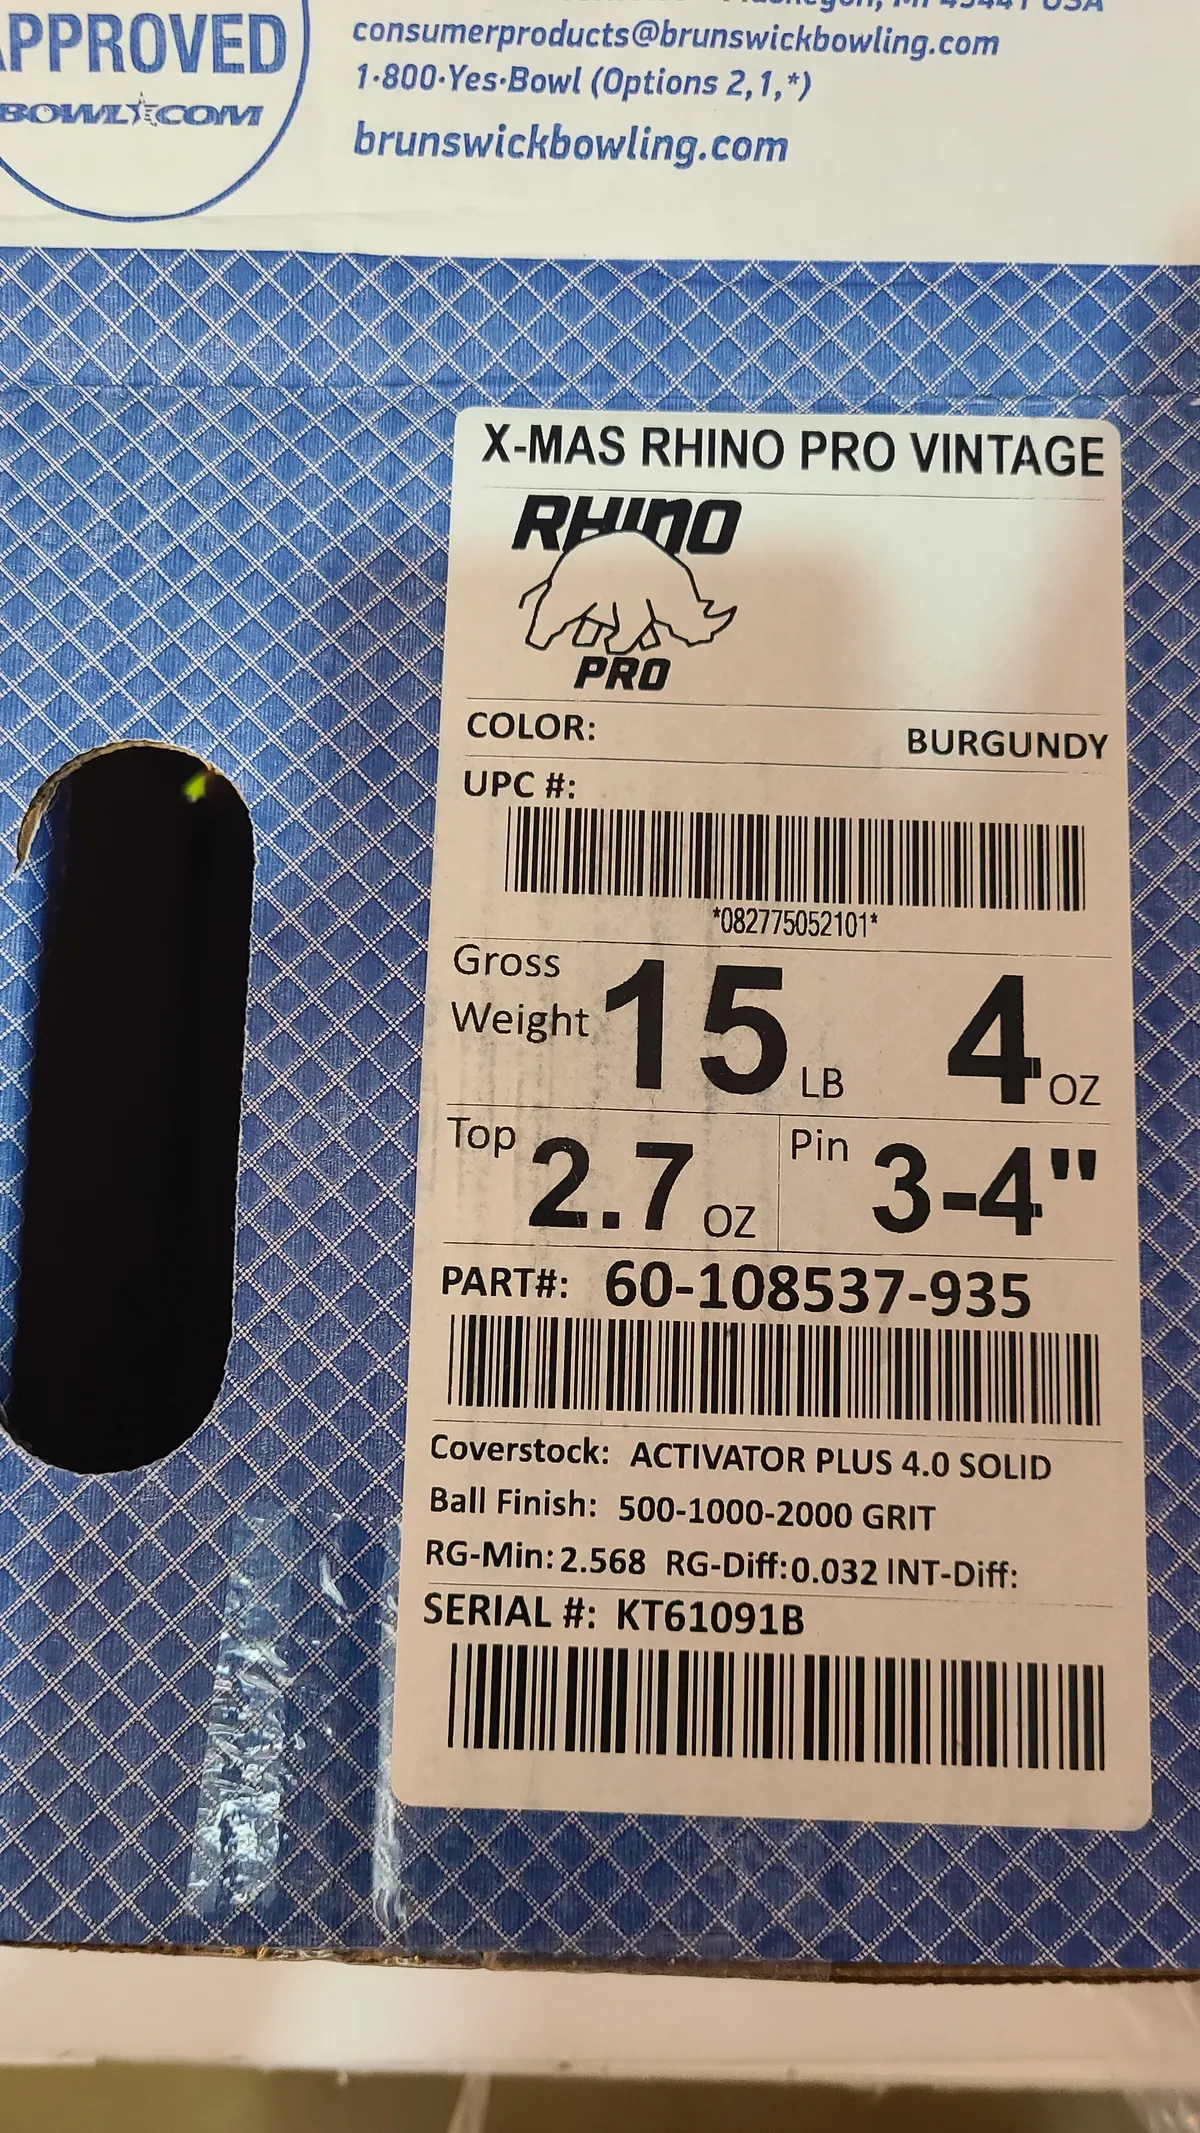 APPROVED
BOWL.COM
consumerproducts@brunswickbowling.com
1·800·Yes·Bowl (Options 2,1,*)
brunswickbowling.com
X-MAS RHINO PRO VINTAGE
RHINO
PRO
COLOR: BURGUNDY
UPC #:
*082775052101*
Gross Weight 15 LB 4 OZ
Top 2.7 OZ Pin 3-4"
PART#: 60-108537-935
Coverstock: ACTIVATOR PLUS 4.0 SOLID
Ball Finish: 500-1000-2000 GRIT
RG-Min: 2.568 RG-Diff: 0.032 INT-Diff:
SERIAL #: KT61091B